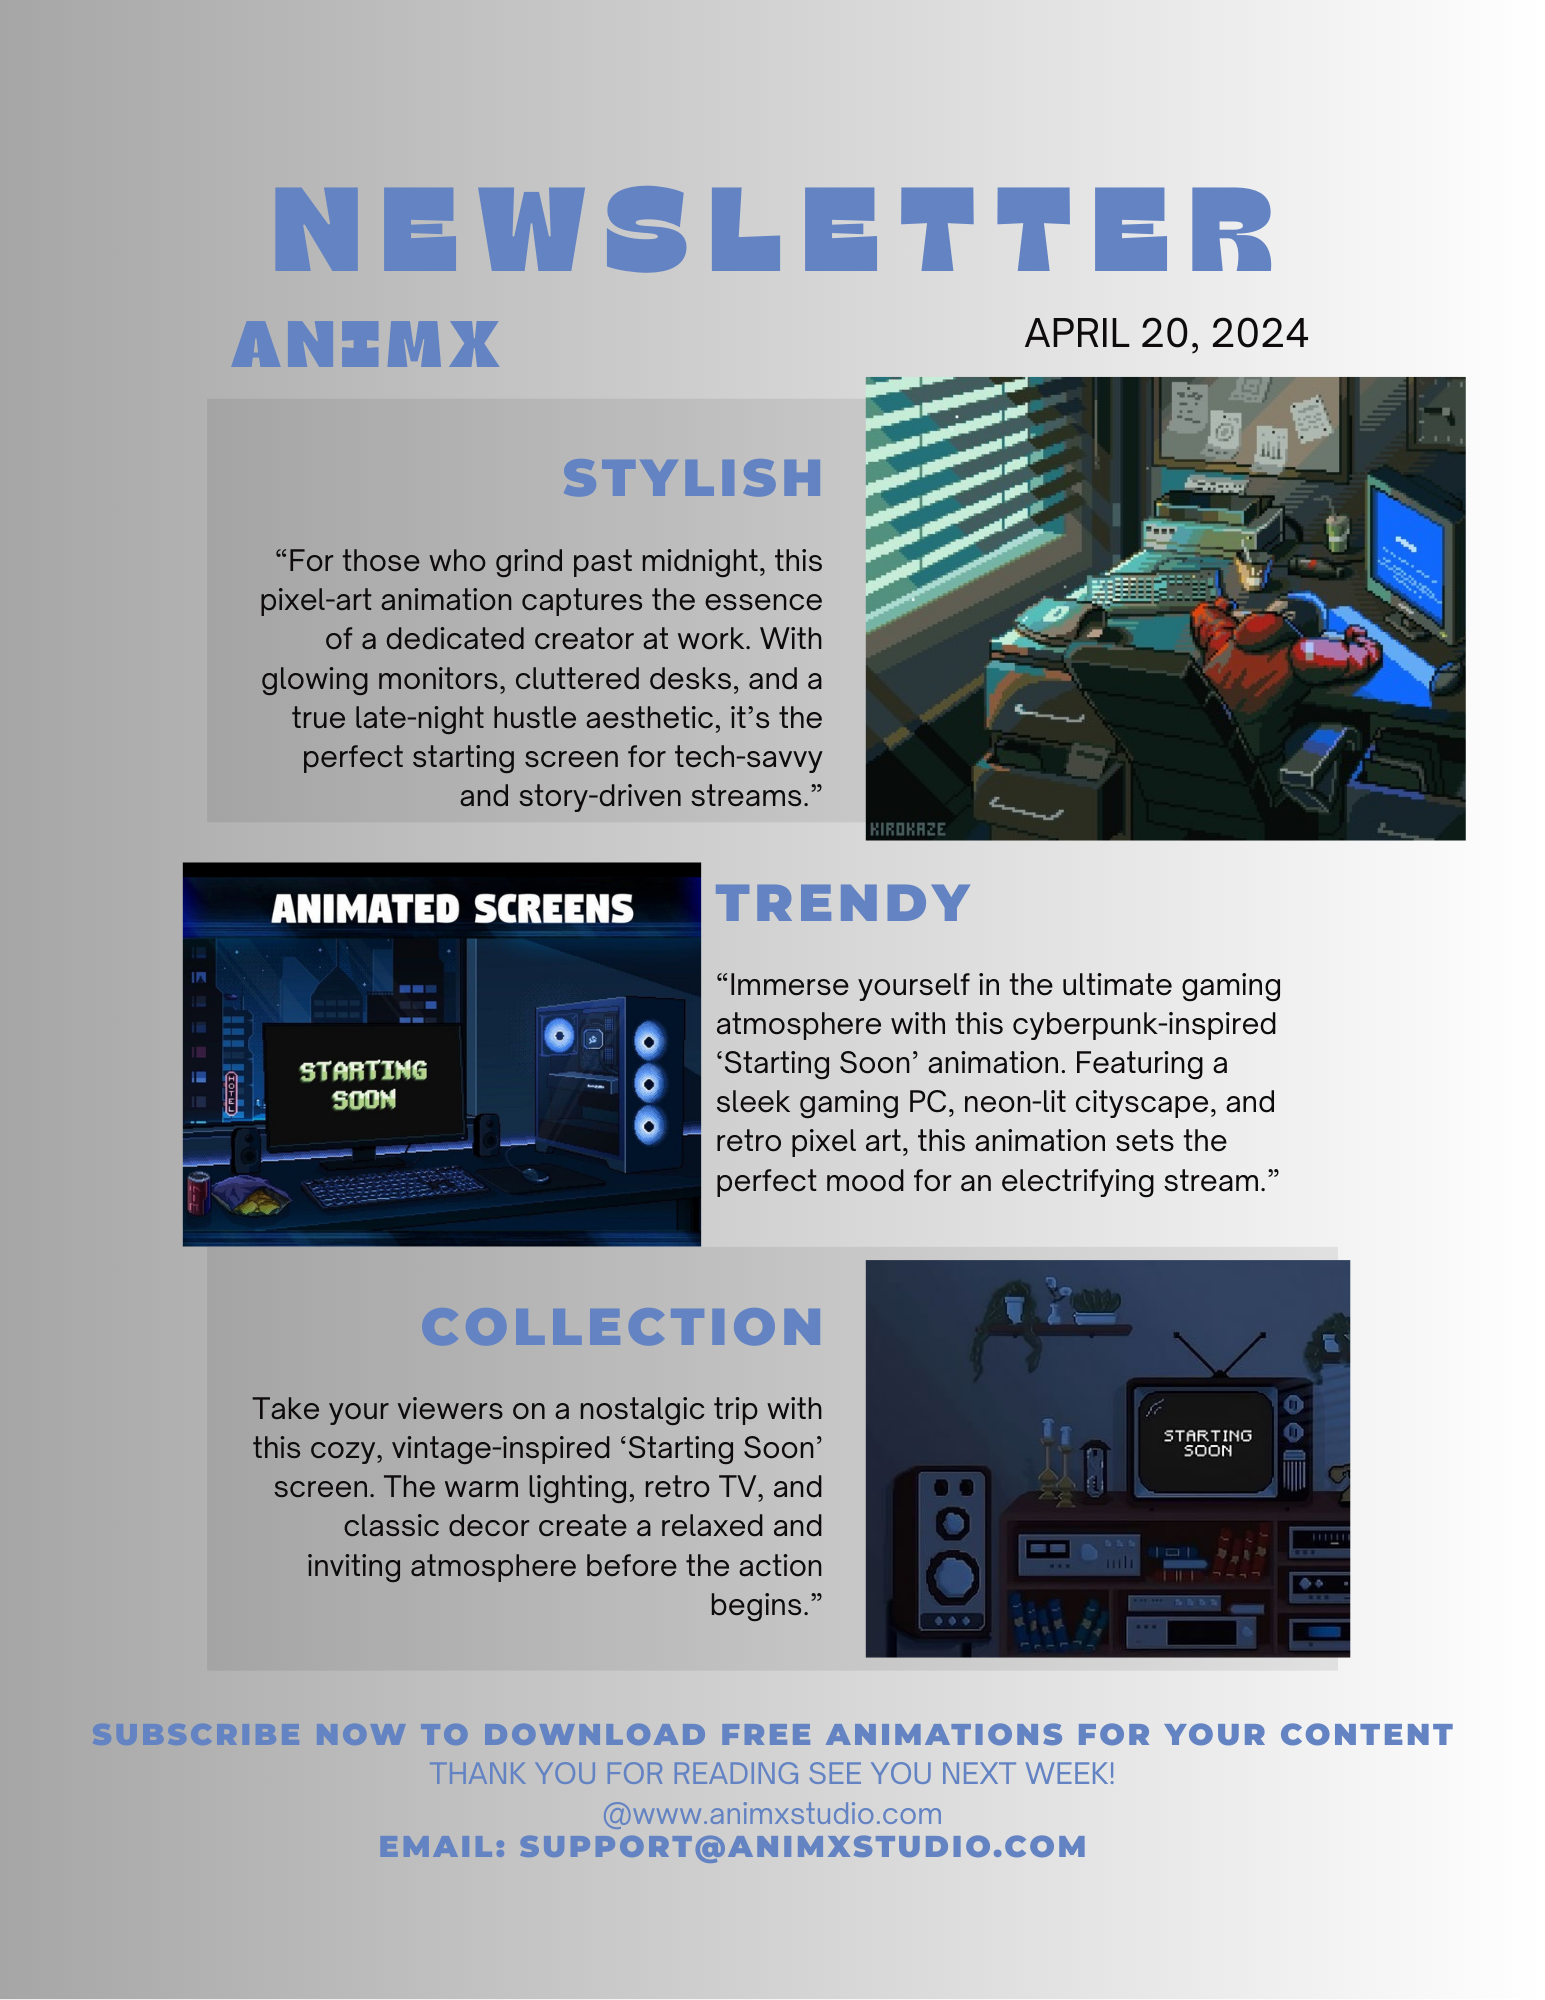 NEWSLETTER
ANIMX
APRIL 20, 2024
STYLISH
“For those who grind past midnight, this
pixel-art animation captures the essence
of a dedicated creator at work. With
glowing monitors, cluttered desks, and a
true late-night hustle aesthetic, it’s the
perfect starting screen for tech-savvy
and story-driven streams.”
KIROKAZE
ANIMATED SCREENS
STARTING
SOON
HOTEL
TRENDY
“Immerse yourself in the ultimate gaming
atmosphere with this cyberpunk-inspired
‘Starting Soon’ animation. Featuring a
sleek gaming PC, neon-lit cityscape, and
retro pixel art, this animation sets the
perfect mood for an electrifying stream.”
COLLECTION
Take your viewers on a nostalgic trip with
this cozy, vintage-inspired ‘Starting Soon’
screen. The warm lighting, retro TV, and
classic decor create a relaxed and
inviting atmosphere before the action
begins.”
STARTING
SOON
SUBSCRIBE NOW TO DOWNLOAD FREE ANIMATIONS FOR YOUR CONTENT
THANK YOU FOR READING SEE YOU NEXT WEEK!
@www.animxstudio.com
EMAIL: SUPPORT@ANIMXSTUDIO.COM